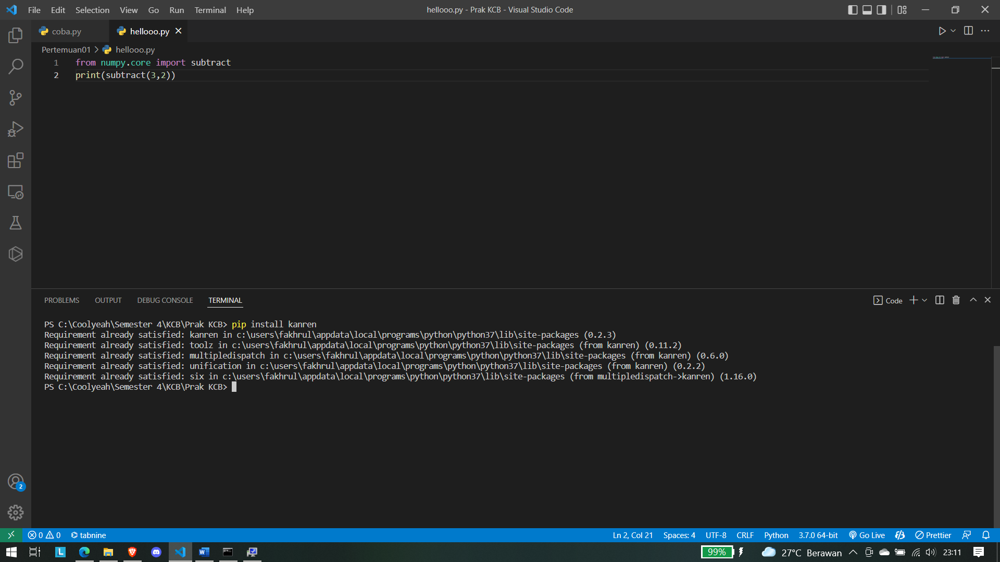 File Edit Selection View Go Run Terminal Help
hellooo.py - Prak KCB - Visual Studio Code
coba.py
hellooo.py
Pertemuan01 > hellooo.py
1 from numpy.core import subtract
2 print(subtract(3,2))
PROBLEMS OUTPUT DEBUG CONSOLE TERMINAL
Code
PS C:\Coolyeah\Semester 4\KCB\Prak KCB> pip install kanren
Requirement already satisfied: kanren in c:\users\fakhrul\appdata\local\programs\python\python37\lib\site-packages (0.2.3)
Requirement already satisfied: toolz in c:\users\fakhrul\appdata\local\programs\python\python37\lib\site-packages (from kanren) (0.11.2)
Requirement already satisfied: multipledispatch in c:\users\fakhrul\appdata\local\programs\python\python37\lib\site-packages (from kanren) (0.6.0)
Requirement already satisfied: unification in c:\users\fakhrul\appdata\local\programs\python\python37\lib\site-packages (from kanren) (0.2.2)
Requirement already satisfied: six in c:\users\fakhrul\appdata\local\programs\python\python37\lib\site-packages (from multipledispatch->kanren) (1.16.0)
PS C:\Coolyeah\Semester 4\KCB\Prak KCB>
2
0 0 tabnine
Ln 2, Col 21 Spaces: 4 UTF-8 CRLF Python 3.7.0 64-bit Go Live Prettier
L
W
99% 27°C Berawan 23:11